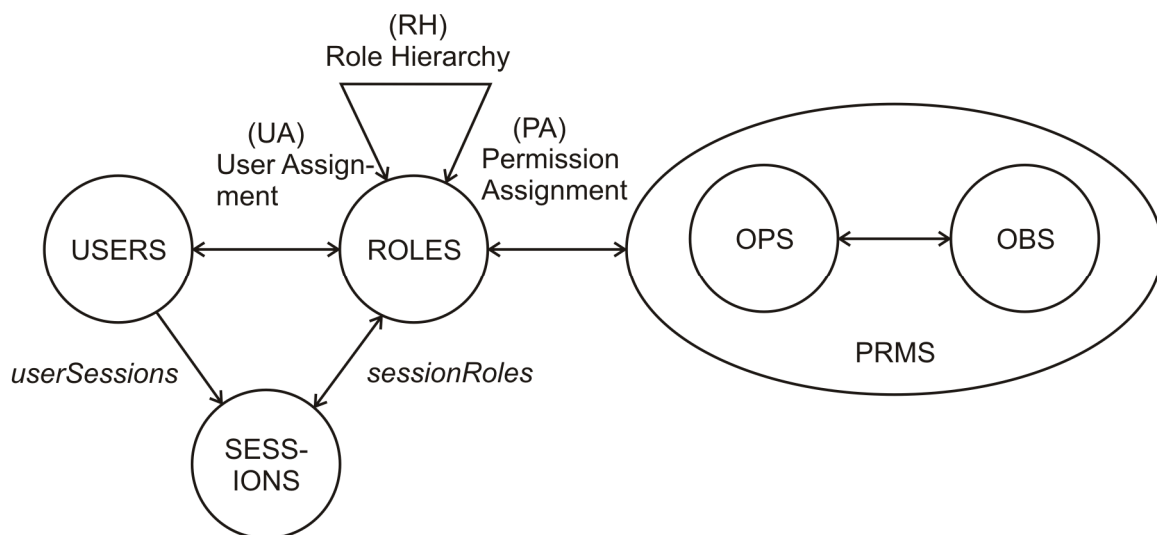 (RH)
Role Hierarchy
(UA)
User Assign-
ment
(PA)
Permission
Assignment
USERS
ROLES
OPS
OBS
PRMS
userSessions
sessionRoles
SESS-
IONS